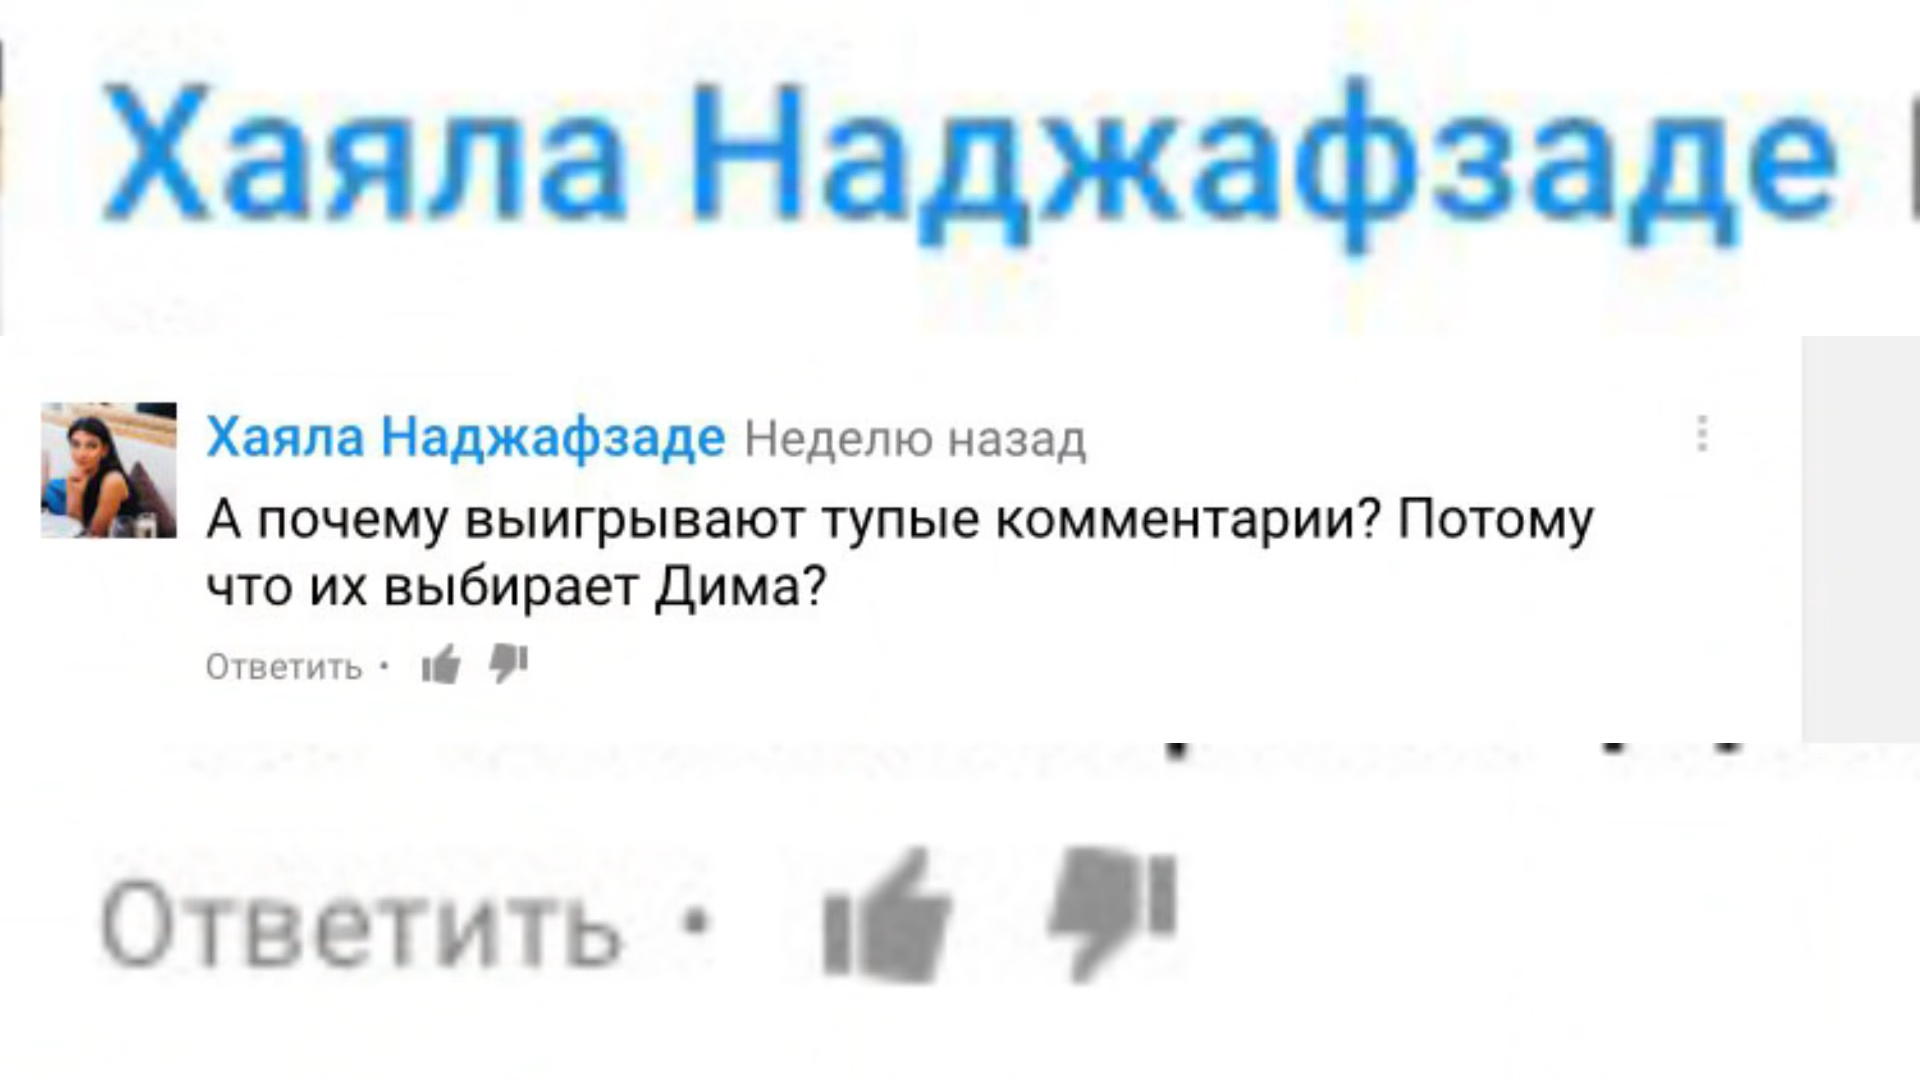 Хаяла Наджафзаде
Хаяла Наджафзаде Неделю назад
А почему выигрывают тупые комментарии? Потому
что их выбирает Дима?
Ответить •
Ответить •